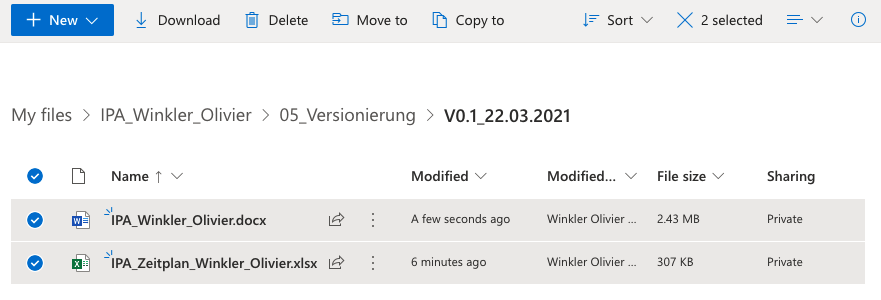 New Download Delete Move to Copy to Sort 2 selected
My files > IPA_Winkler_Olivier > 05_Versionierung > V0.1_22.03.2021
Name ↑ Modified Modified... File size Sharing
IPA_Winkler_Olivier.docx A few seconds ago Winkler Olivier ... 2.43 MB Private
IPA_Zeitplan_Winkler_Olivier.xlsx 6 minutes ago Winkler Olivier ... 307 KB Private